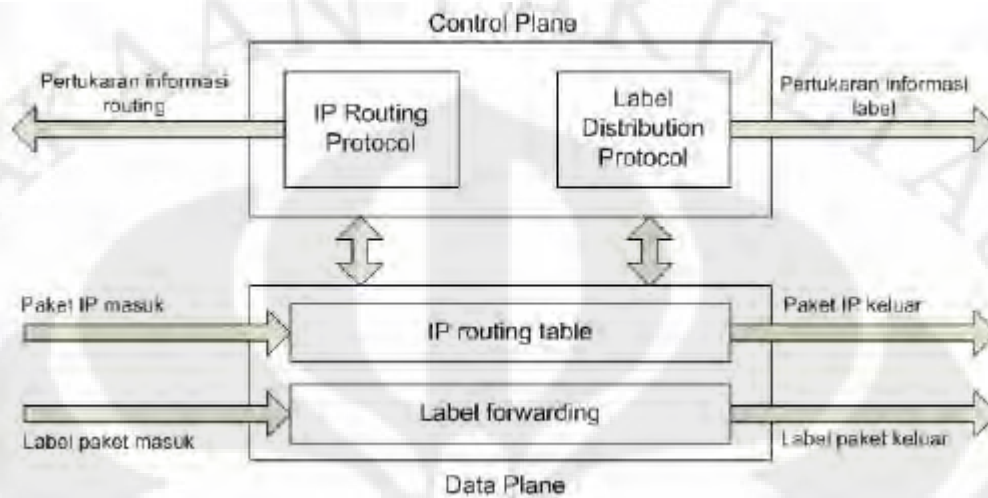 Control Plane
Pertukaran informasi
routing
IP Routing
Protocol
Label
Distribution
Protocol
Pertukaran informasi
label
Paket IP masuk
IP routing table
Paket IP keluar
Label forwarding
Label paket masuk
Label paket keluar
Data Plane